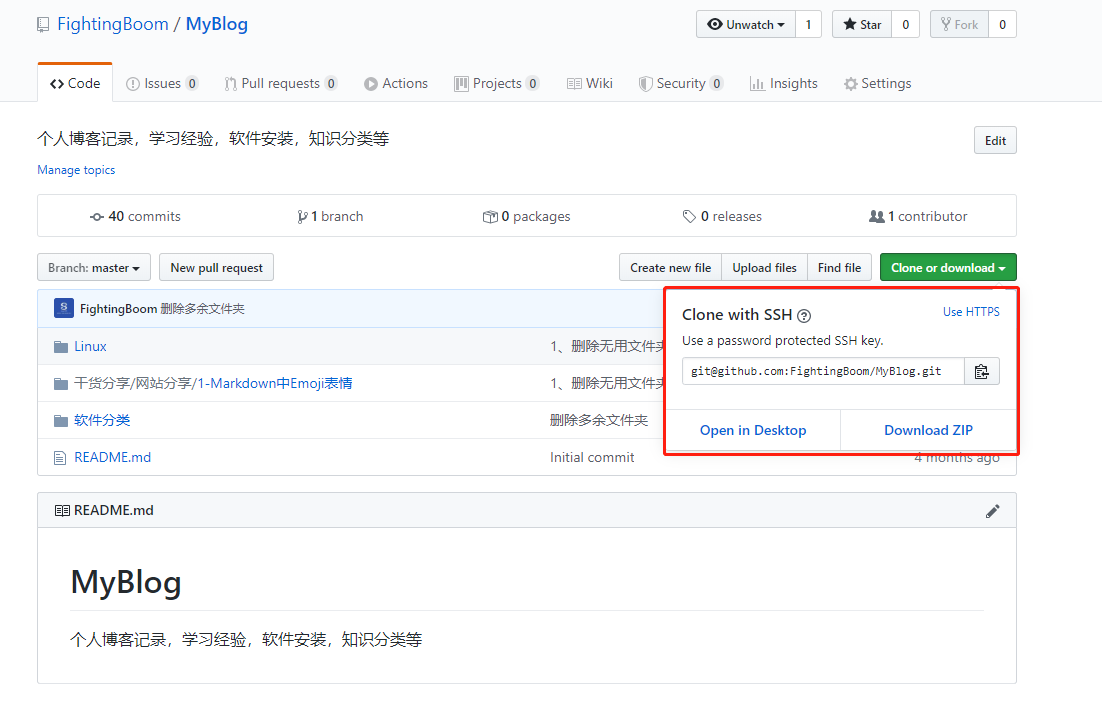 FightingBoom / MyBlog Unwatch 1 Star 0 Fork 0
Code Issues 0 Pull requests 0 Actions Projects 0 Wiki Security 0 Insights Settings
个人博客记录，学习经验，软件安装，知识分类等 Edit
Manage topics
40 commits 1 branch 0 packages 0 releases 1 contributor
Branch: master New pull request Create new file Upload files Find file Clone or download
FightingBoom 删除多余文件夹
Clone with SSH Use HTTPS
Use a password protected SSH key.
git@github.com:FightingBoom/MyBlog.git
Open in Desktop Download ZIP
Linux 1、删除无用文件夹
干货分享/网站分享/1-Markdown中Emoji表情 1、删除无用文件夹
软件分类 删除多余文件夹
README.md Initial commit 4 months ago
README.md
MyBlog
个人博客记录，学习经验，软件安装，知识分类等